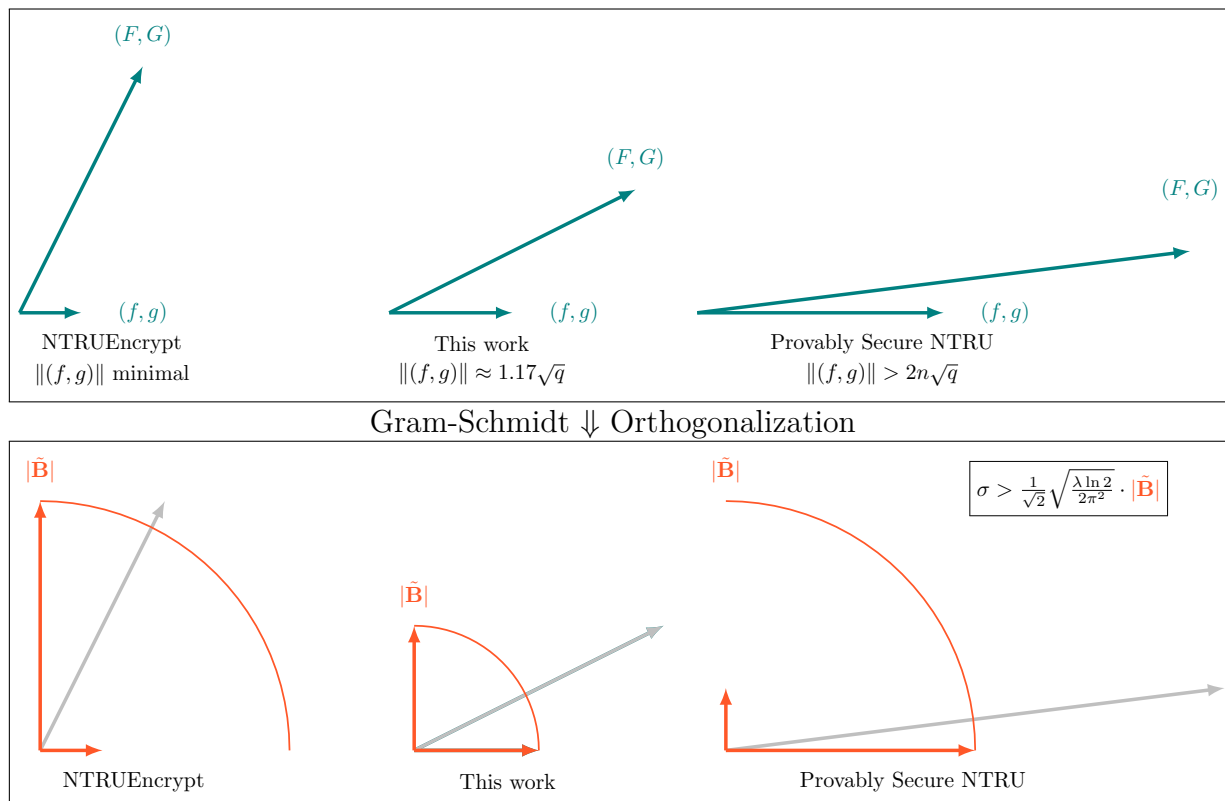 (F, G)
(F, G)
(F, G)
(f, g)
(f, g)
(f, g)
NTRUEncrypt
This work
Provably Secure NTRU
‖(f, g)‖ minimal
‖(f, g)‖ ≈ 1.17√q
‖(f, g)‖ > 2n√q
Gram-Schmidt ⇓ Orthogonalization
|B̃|
|B̃|
σ > 1/√2 √(λ ln 2/2π²) · |B̃|
|B̃|
NTRUEncrypt
This work
Provably Secure NTRU